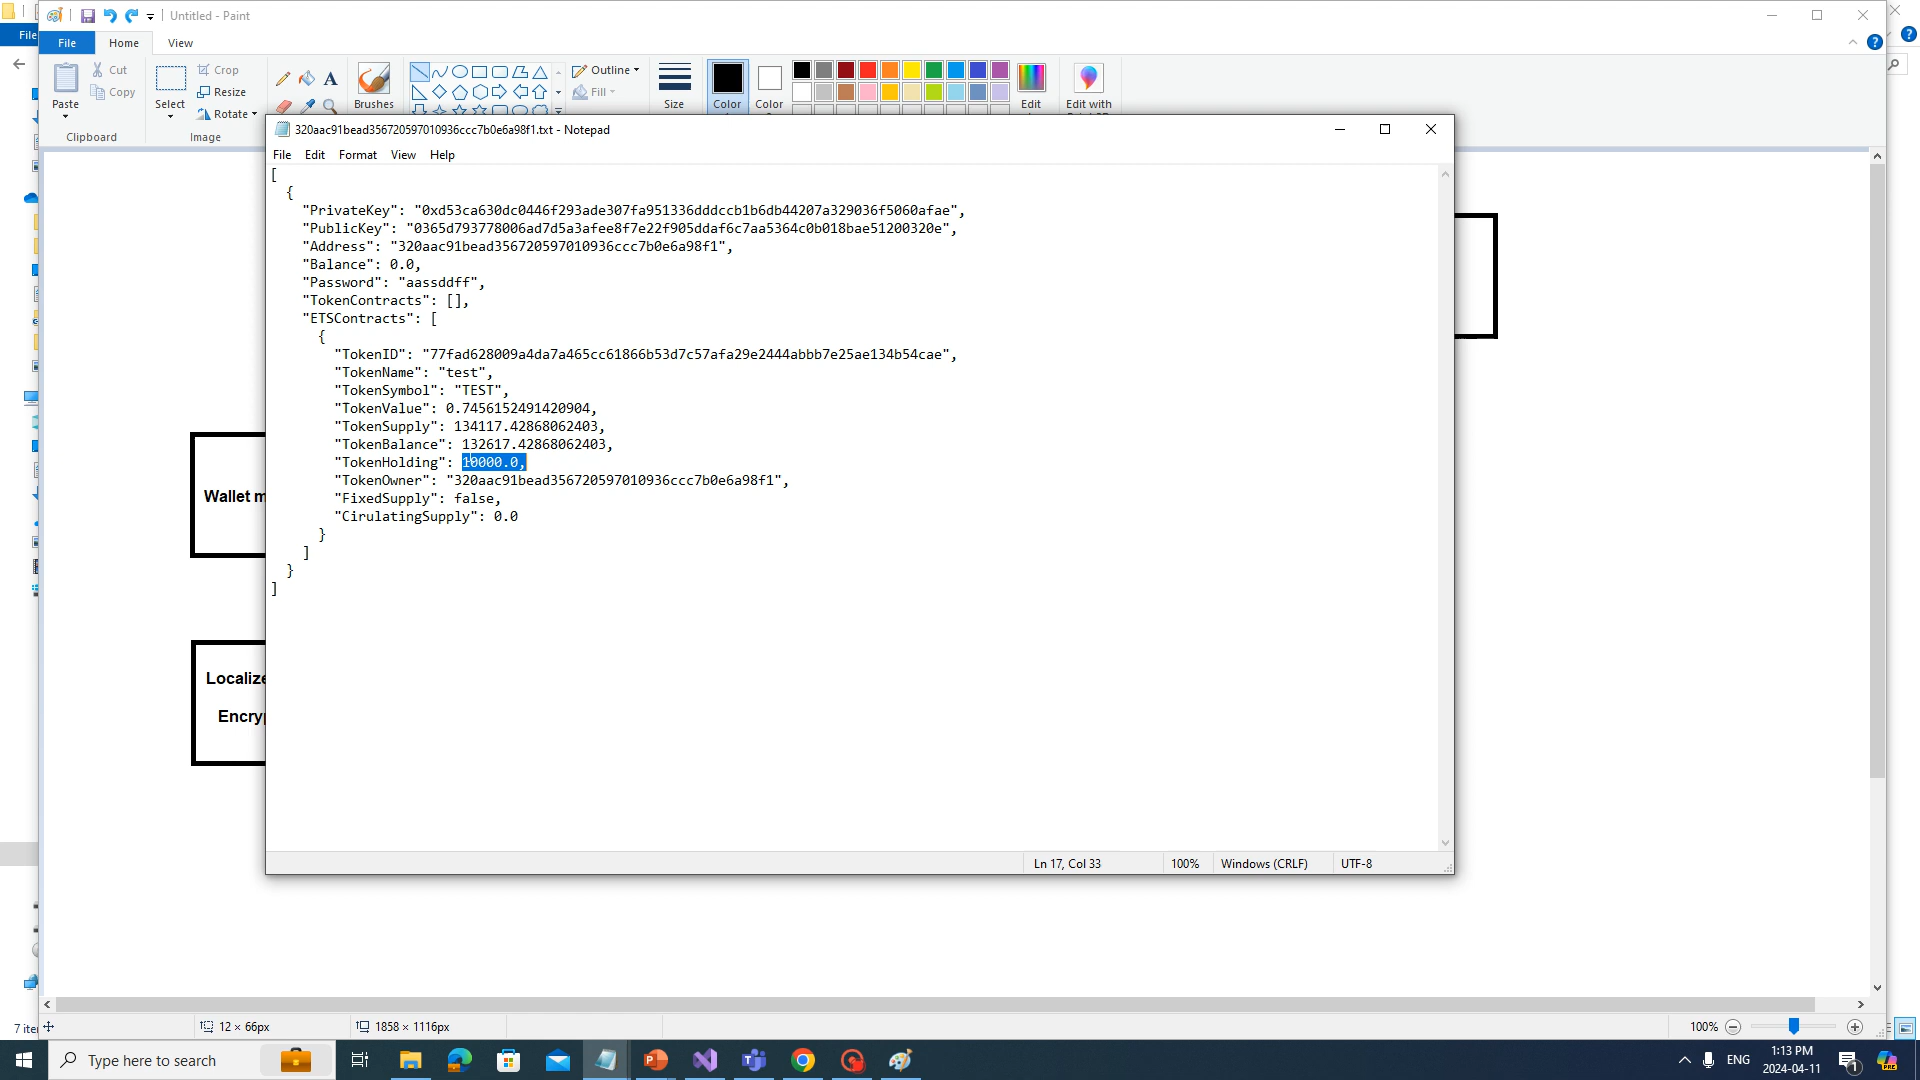 Untitled - Paint
File
File
Home
View
Paste
Cut
Copy
Clipboard
Select
Crop
Resize
Rotate
Image
Brushes
Outline
Fill
Size
Color
Color
Edit
Edit with
320aac91bead356720597010936ccc7b0e6a98f1.txt - Notepad
File Edit Format View Help
[
{
"PrivateKey": "0xd53ca630dc0446f293ade307fa951336dddccb1b6db44207a329036f5060afae",
"PublicKey": "0365d793778006ad7d5a3afee8f7e22f905ddaf6c7aa5364c0b018bae51200320e",
"Address": "320aac91bead356720597010936ccc7b0e6a98f1",
"Balance": 0.0,
"Password": "aassddff",
"TokenContracts": [],
"ETSContracts": [
{
"TokenID": "77fad628009a4da7a465cc61866b53d7c57afa29e2444abbb7e25ae134b54cae",
"TokenName": "test",
"TokenSymbol": "TEST",
"TokenValue": 0.7456152491420904,
"TokenSupply": 134117.42868062403,
"TokenBalance": 132617.42868062403,
"TokenHolding": 10000.0,
"TokenOwner": "320aac91bead356720597010936ccc7b0e6a98f1",
"FixedSupply": false,
"CirulatingSupply": 0.0
}
]
}
]
Wallet m
Localize
Encryp
Ln 17, Col 33
100%
Windows (CRLF)
UTF-8
7 iter
12 × 66px
1858 × 1116px
100%
Type here to search
ENG
1:13 PM
2024-04-11